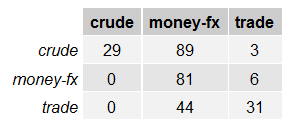 crude money-fx trade
crude 29 89 3
money-fx 0 81 6
trade 0 44 31